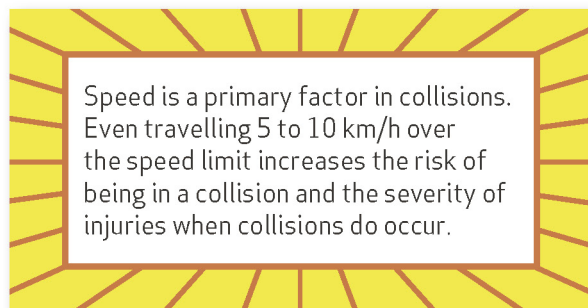 Speed is a primary factor in collisions.
Even travelling 5 to 10 km/h over
the speed limit increases the risk of
being in a collision and the severity of
injuries when collisions do occur.